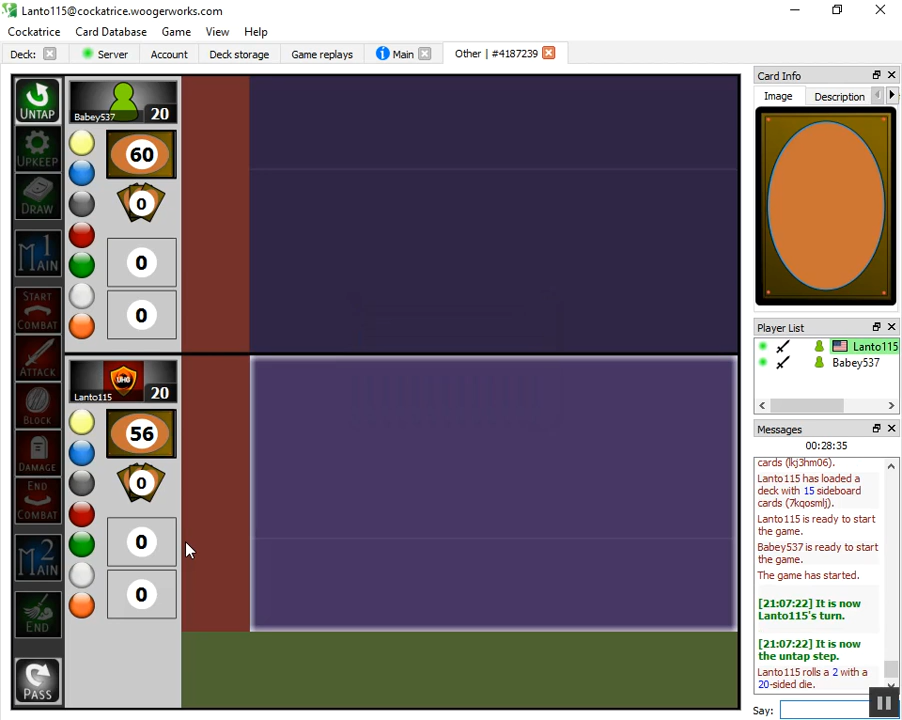 Lanto115@cockatrice.woogerworks.com
Cockatrice Card Database Game View Help
Deck: Server Account Deck storage Game replays Main Other | #4187239
UNTAP
UPKEEP
DRAW
MAIN 1
START COMBAT
ATTACK
BLOCK
DAMAGE
END COMBAT
MAIN 2
END
PASS
Babey537 20
60
0
0
0
UHG
Lanto115 20
56
0
0
0
Card Info
Image Description
Player List
Lanto115
Babey537
Messages
00:28:35
cards (lkj3hm06).
Lanto115 has loaded a
deck with 15 sideboard
cards (7kqosmlj).
Lanto115 is ready to start
the game.
Babey537 is ready to start
the game.
The game has started.
[21:07:22] It is now
Lanto115's turn.
[21:07:22] It is now
the untap step.
Lanto115 rolls a 2 with a
20-sided die.
Say: